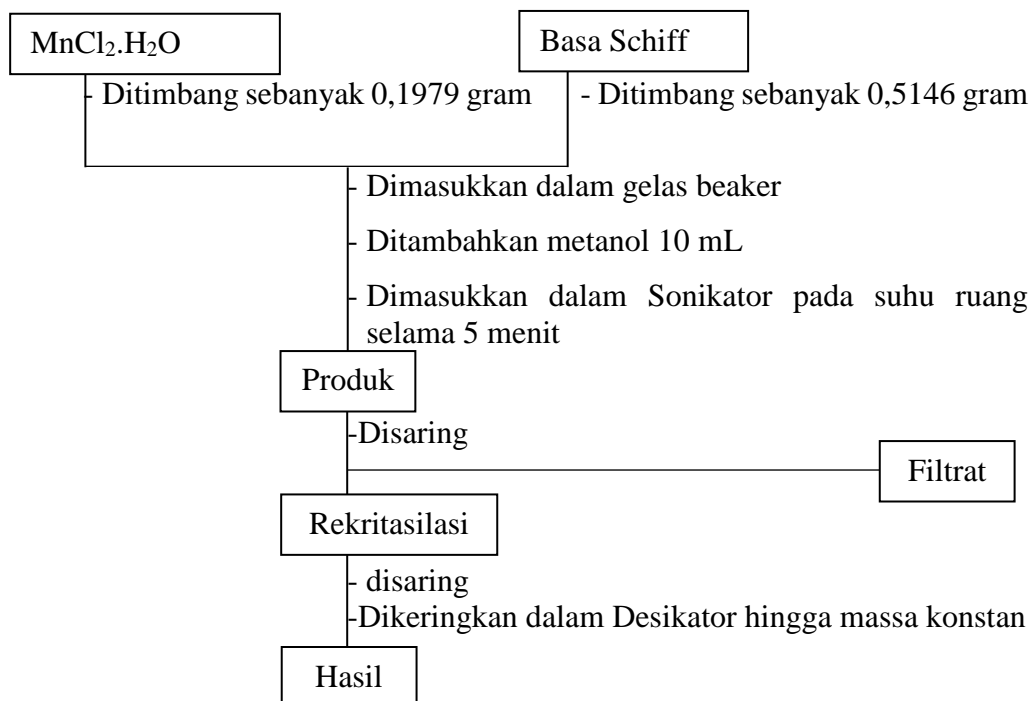 MnCl₂.H₂O
Basa Schiff
- Ditimbang sebanyak 0,1979 gram
- Ditimbang sebanyak 0,5146 gram
- Dimasukkan dalam gelas beaker
- Ditambahkan metanol 10 mL
- Dimasukkan dalam Sonikator pada suhu ruang
selama 5 menit
Produk
-Disaring
Filtrat
Rekritasilasi
- disaring
-Dikeringkan dalam Desikator hingga massa konstan
Hasil